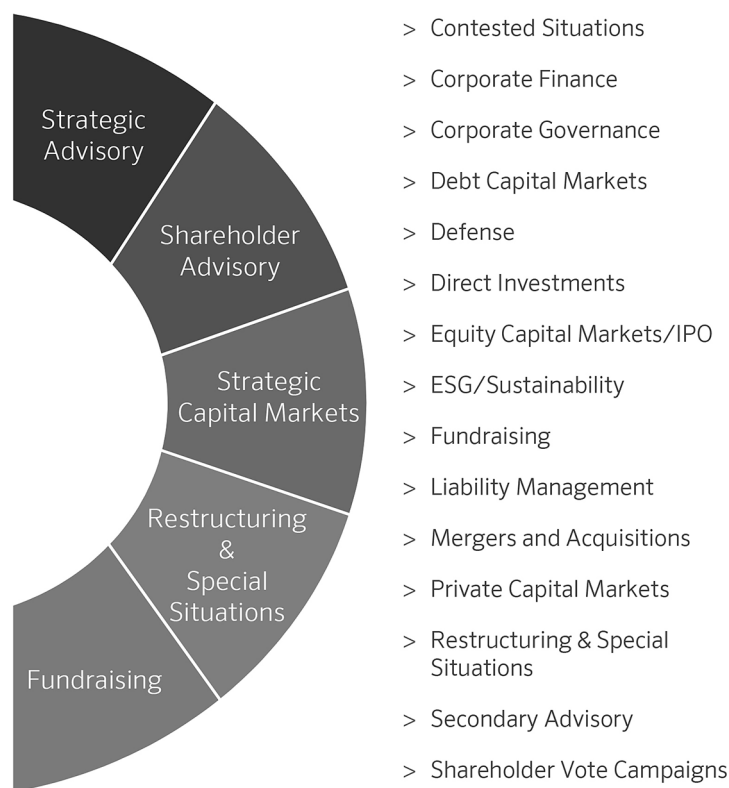 Strategic
Advisory
Shareholder
Advisory
Strategic
Capital Markets
Restructuring
&
Special
Situations
Fundraising
> Contested Situations
> Corporate Finance
> Corporate Governance
> Debt Capital Markets
> Defense
> Direct Investments
> Equity Capital Markets/IPO
> ESG/Sustainability
> Fundraising
> Liability Management
> Mergers and Acquisitions
> Private Capital Markets
> Restructuring & Special
Situations
> Secondary Advisory
> Shareholder Vote Campaigns